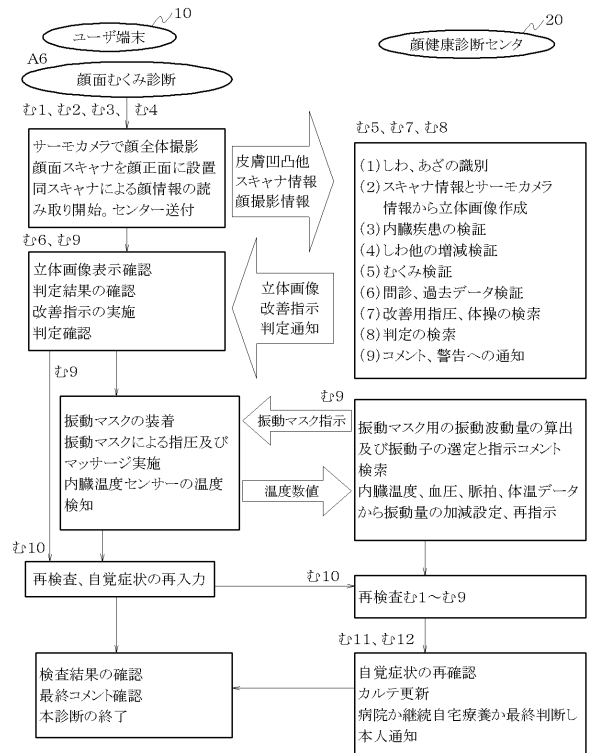 10
ユーザ端末
20
顔健康診断センタ
A6
顔面むくみ診断
む1、む2、む3、む4
サーモカメラで顔全体撮影
顔面スキャナを顔正面に設置
同スキャナによる顔情報の読
み取り開始。センター送付
皮膚凹凸他
スキャナ情報
顔撮影情報
む5、む7、む8
(1)しわ、あざの識別
(2)スキャナ情報とサーモカメラ
情報から立体画像作成
(3)内臓疾患の検証
(4)しわ他の増減検証
(5)むくみ検証
(6)問診、過去データ検証
(7)改善用指圧、体操の検索
(8)判定の検索
(9)コメント、警告への通知
む6、む9
立体画像表示確認
判定結果の確認
改善指示の実施
判定確認
立体画像
改善指示
判定通知
む9
振動マスクの装着
振動マスクによる指圧及び
マッサージ実施
内臓温度センサーの温度
検知
む9
振動マスク指示
温度数値
振動マスク用の振動波動量の算出
及び振動子の選定と指示コメント
検索
内臓温度、血圧、脈拍、体温データ
から振動量の加減設定、再指示
む10
再検査、自覚症状の再入力
む10
再検査む1~む9
む11、む12
検査結果の確認
最終コメント確認
本診断の終了
自覚症状の再確認
カルテ更新
病院か継続自宅療養か最終判断し
本人通知